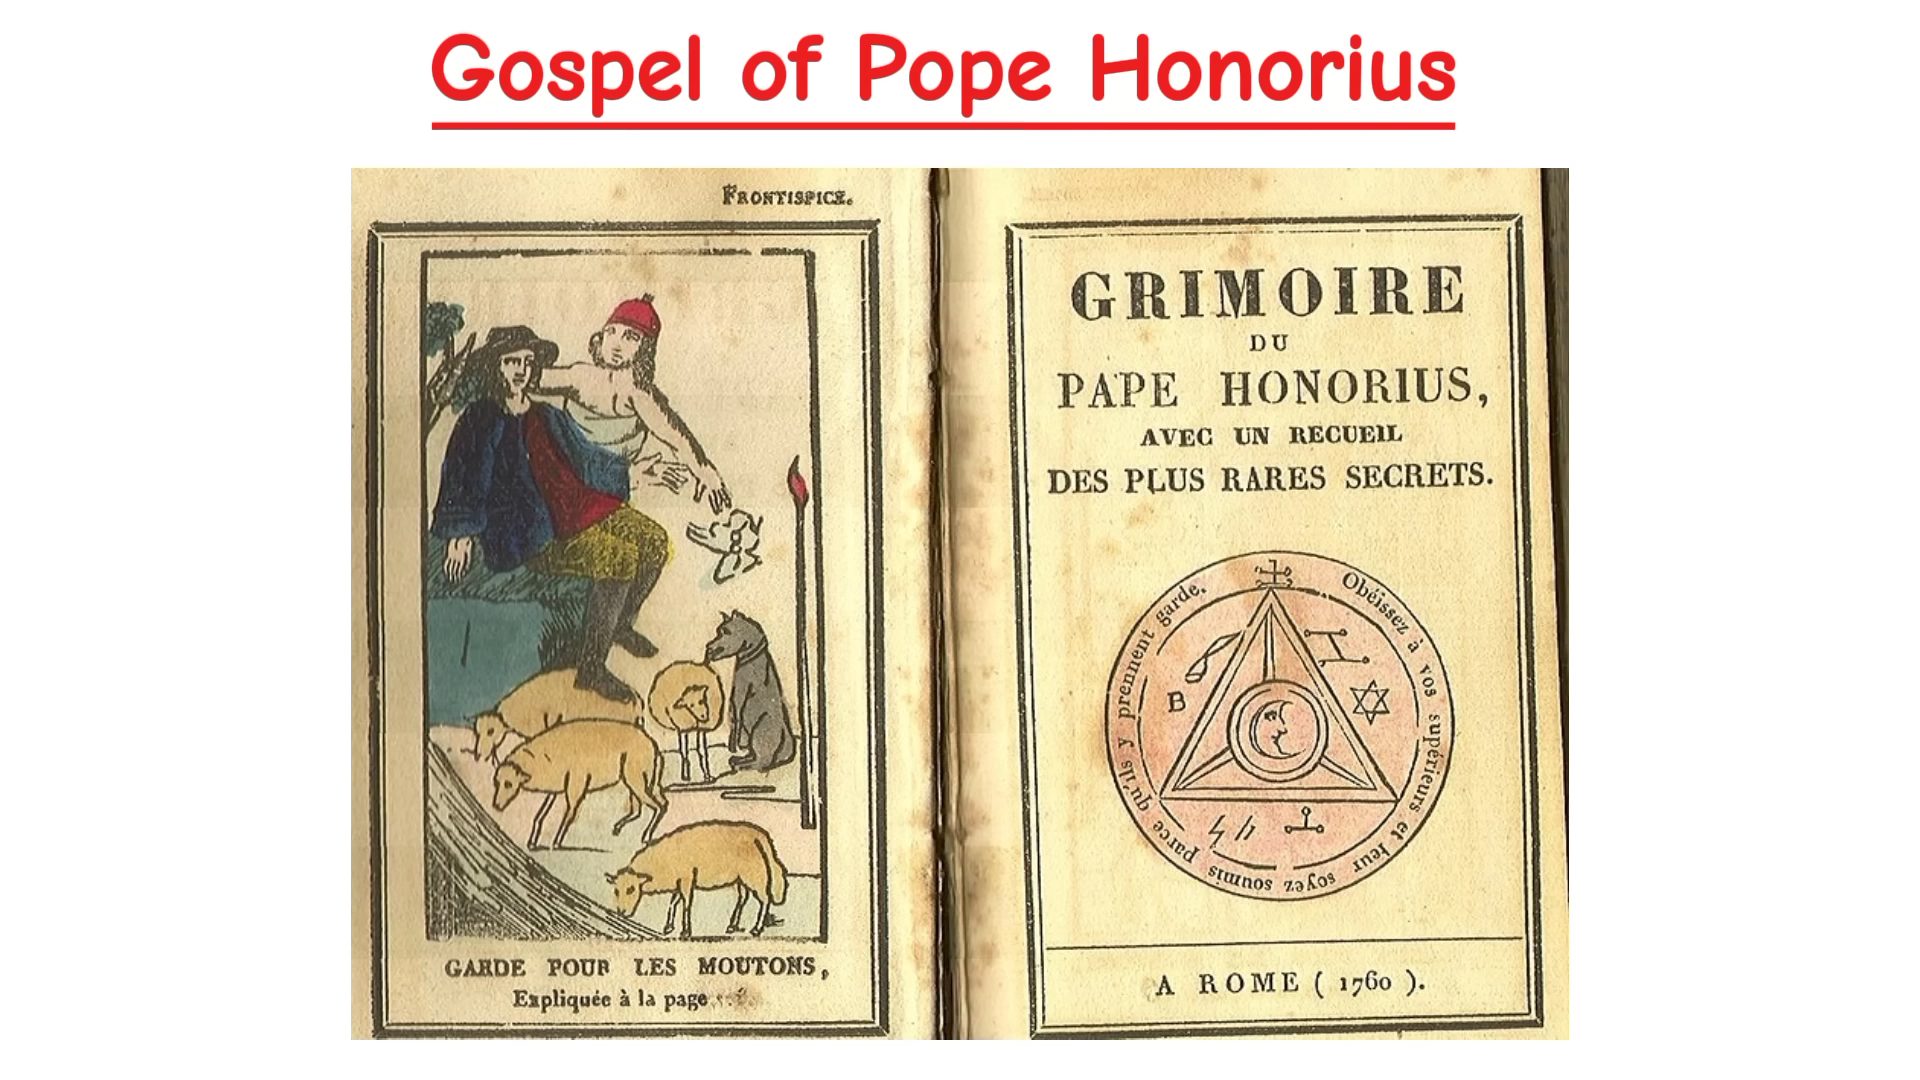 Gospel of Pope Honorius
FRONTISPICE.
GARDE POUR LES MOUTONS,
Expliquée à la page
GRIMOIRE
DU
PAPE HONORIUS,
AVEC UN RECUEIL
DES PLUS RARES SECRETS.
Obéissez à vos supérieurs et leur soyez soumis parce qu'ils y prennent garde.
B
A ROME ( 1760 ).